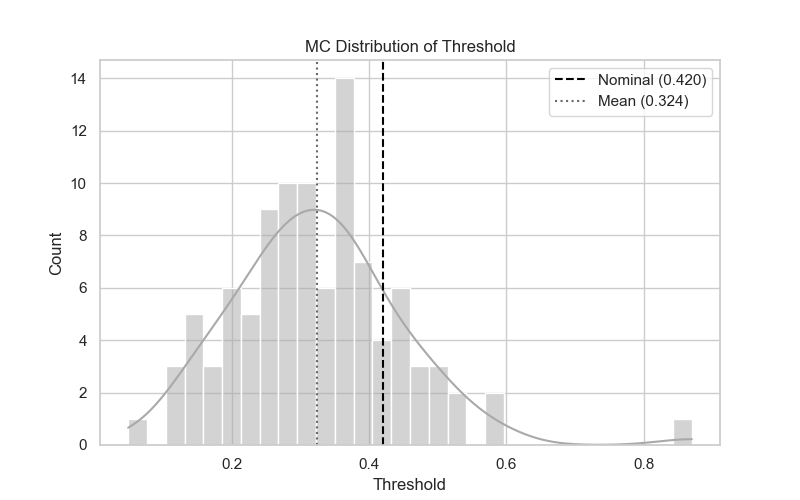 MC Distribution of Threshold
Nominal (0.420)
Mean (0.324)
14
12
10
8
6
4
2
0
Count
0.2
0.4
0.6
0.8
Threshold